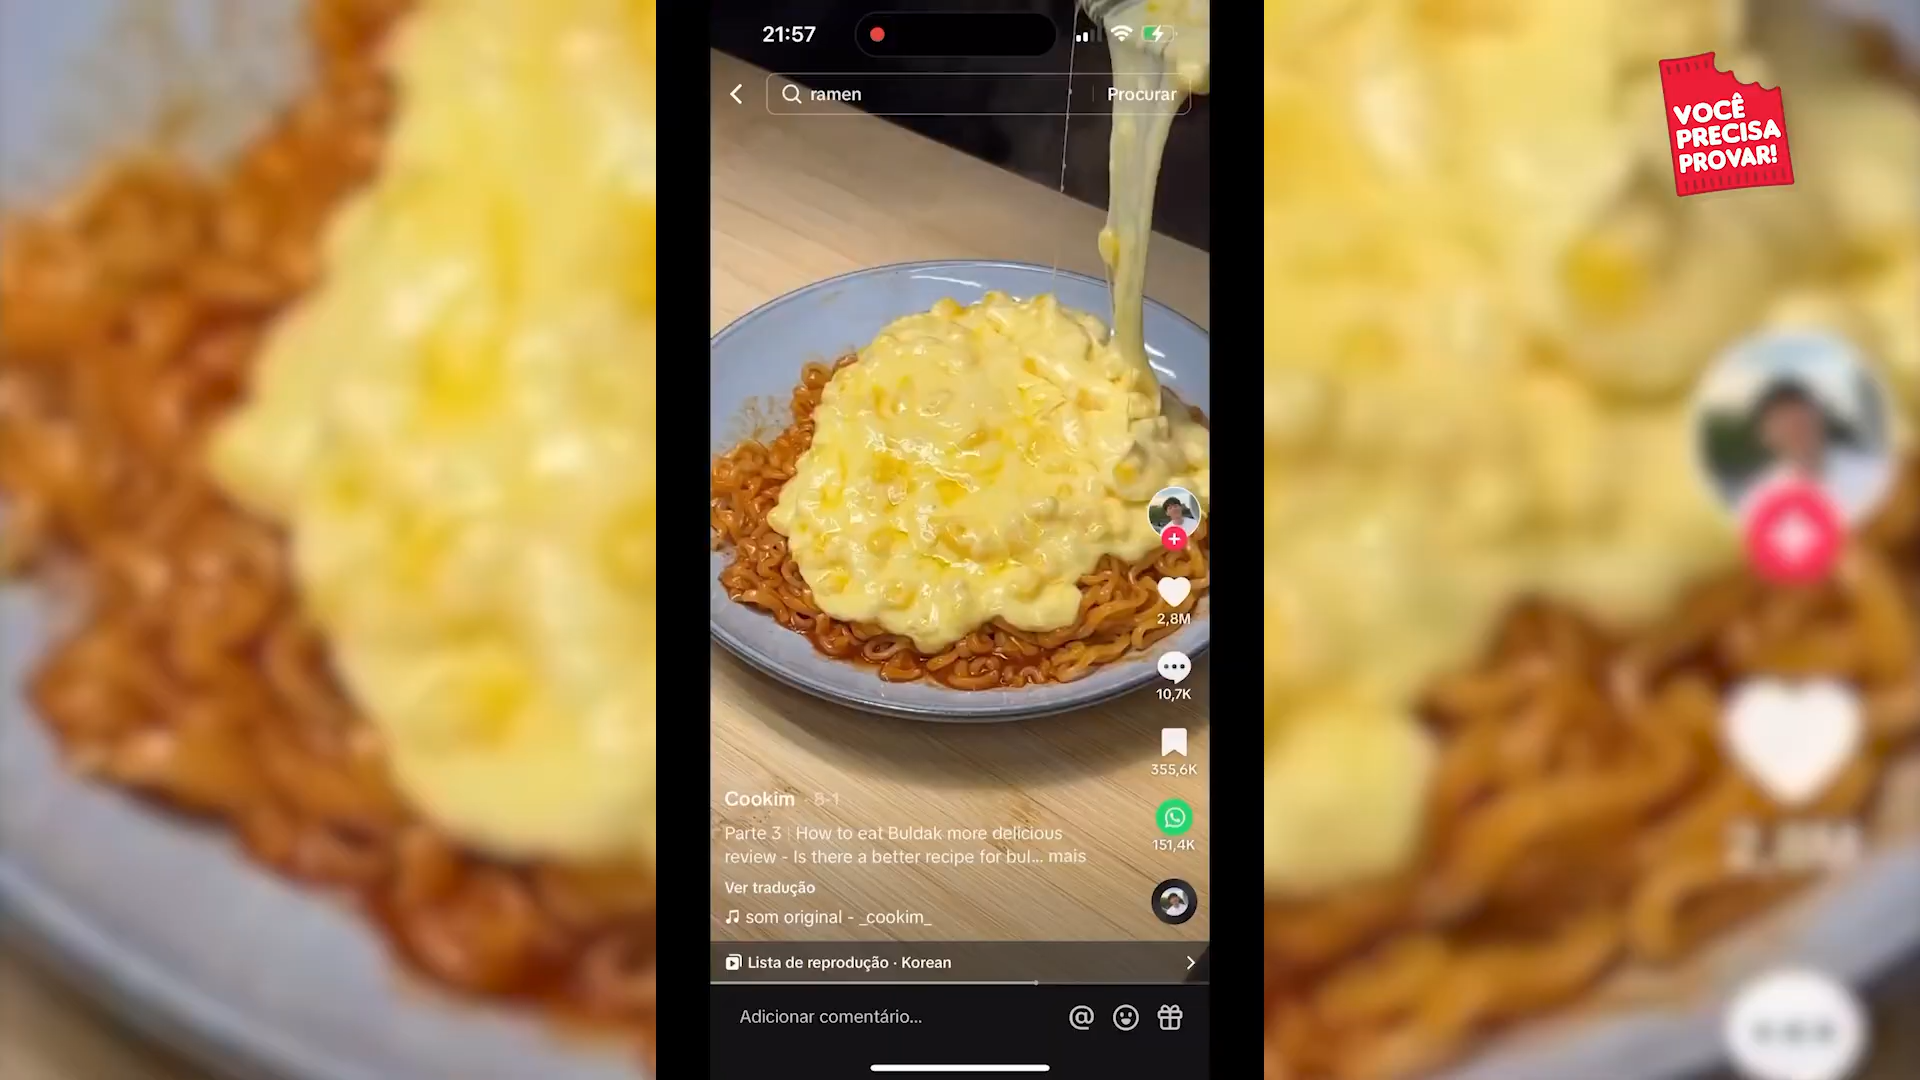 21:57
ramen
Procurar
VOCÊ
PRECISA
PROVAR!
2,8M
10,7K
355,6K
151,4K
Cookim · 8-1
Parte 3 | How to eat Buldak more delicious
review - Is there a better recipe for bul... mais
Ver tradução
som original - _cookim_
Lista de reprodução · Korean
Adicionar comentário...